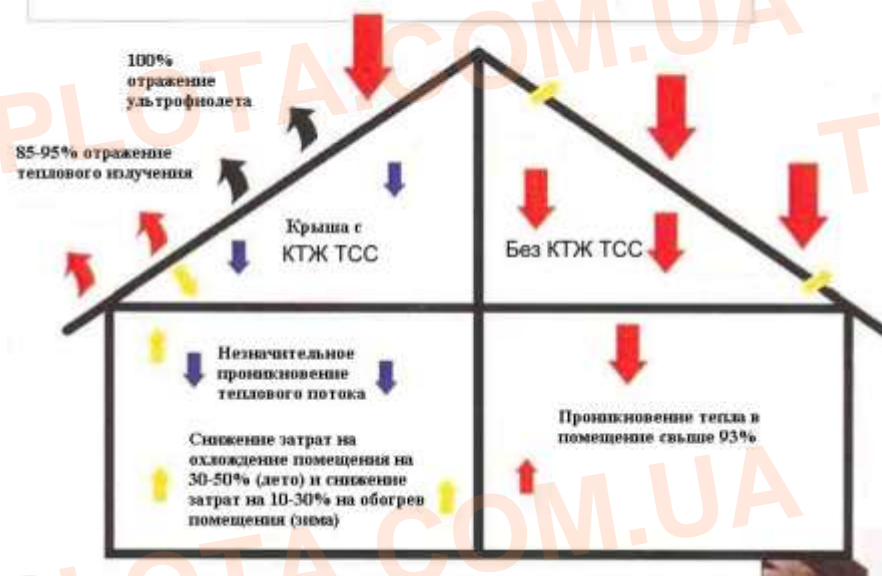 100%
отражение
ультрафиолета
85-95% отражение
теплового излучения
Крыша с
КТЖ ТСС
Без КТЖ ТСС
Незначительное
проникновение
теплового потока
Проникновение тепла в
помещение свыше 93%
Снижение затрат на
охлождение помещения на
30-50% (лето) и снижение
затрат на 10-30% на обогрев
помещения (зима)
PLOTA.COM.UA
T
PLOTA.COM.UA